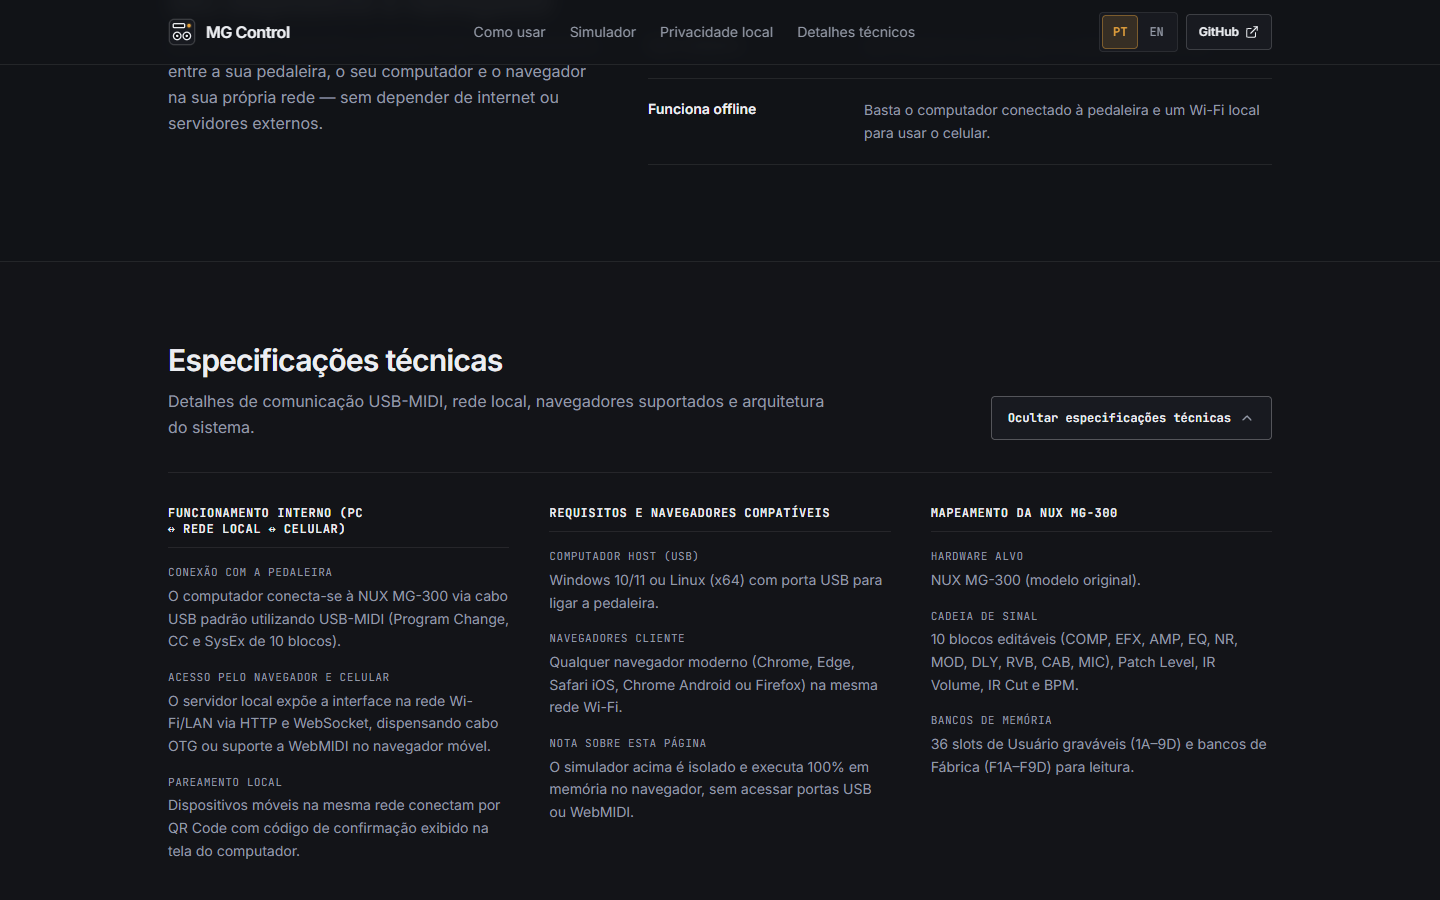 MG Control
Como usar
Simulador
Privacidade local
Detalhes técnicos
PT
EN
GitHub
entre a sua pedaleira, o seu computador e o navegador
na sua própria rede — sem depender de internet ou
servidores externos.
Funciona offline
Basta o computador conectado à pedaleira e um Wi-Fi local
para usar o celular.
Especificações técnicas
Detalhes de comunicação USB-MIDI, rede local, navegadores suportados e arquitetura
do sistema.
Ocultar especificações técnicas
FUNCIONAMENTO INTERNO (PC
↔ REDE LOCAL ↔ CELULAR)
CONEXÃO COM A PEDALEIRA
O computador conecta-se à NUX MG-300 via cabo
USB padrão utilizando USB-MIDI (Program Change,
CC e SysEx de 10 blocos).
ACESSO PELO NAVEGADOR E CELULAR
O servidor local expõe a interface na rede Wi-
Fi/LAN via HTTP e WebSocket, dispensando cabo
OTG ou suporte a WebMIDI no navegador móvel.
PAREAMENTO LOCAL
Dispositivos móveis na mesma rede conectam por
QR Code com código de confirmação exibido na
tela do computador.
REQUISITOS E NAVEGADORES COMPATÍVEIS
COMPUTADOR HOST (USB)
Windows 10/11 ou Linux (x64) com porta USB para
ligar a pedaleira.
NAVEGADORES CLIENTE
Qualquer navegador moderno (Chrome, Edge,
Safari iOS, Chrome Android ou Firefox) na mesma
rede Wi-Fi.
NOTA SOBRE ESTA PÁGINA
O simulador acima é isolado e executa 100% em
memória no navegador, sem acessar portas USB
ou WebMIDI.
MAPEAMENTO DA NUX MG-300
HARDWARE ALVO
NUX MG-300 (modelo original).
CADEIA DE SINAL
10 blocos editáveis (COMP, EFX, AMP, EQ, NR,
MOD, DLY, RVB, CAB, MIC), Patch Level, IR
Volume, IR Cut e BPM.
BANCOS DE MEMÓRIA
36 slots de Usuário graváveis (1A–9D) e bancos de
Fábrica (F1A–F9D) para leitura.